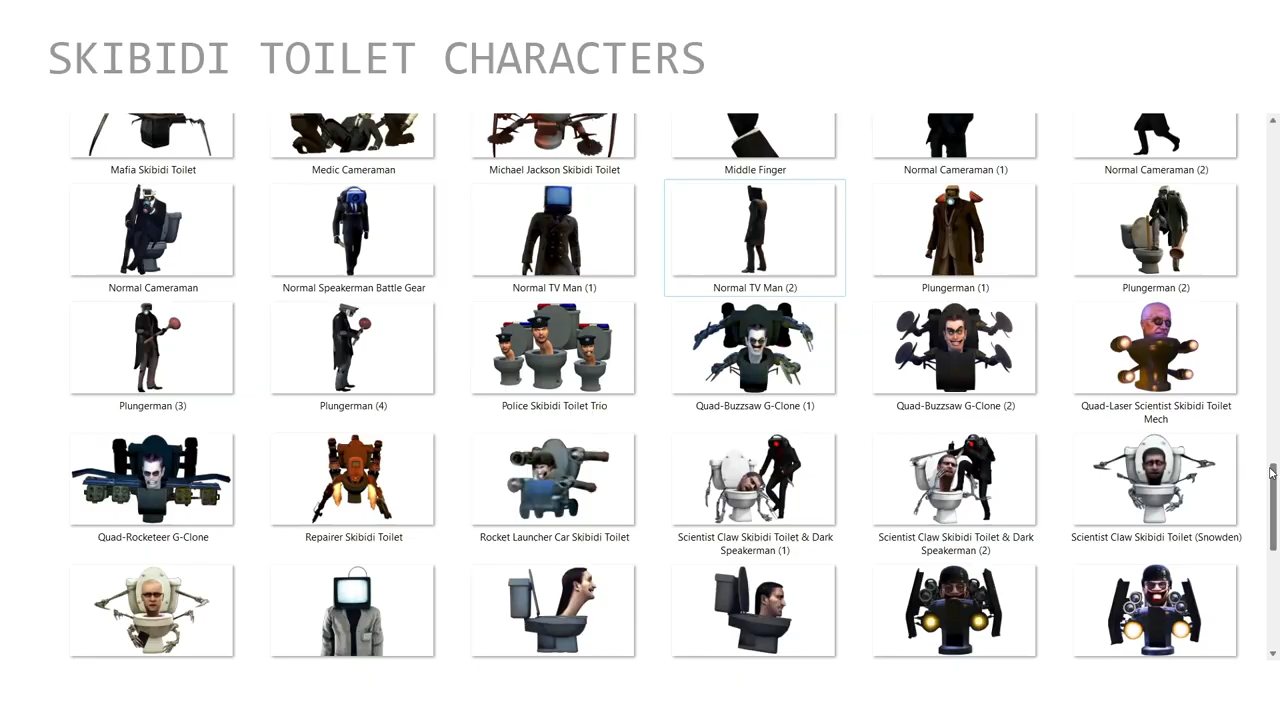 SKIBIDI TOILET CHARACTERS
Mafia Skibidi Toilet
Medic Cameraman
Michael Jackson Skibidi Toilet
Middle Finger
Normal Cameraman (1)
Normal Cameraman (2)
Normal Cameraman
Normal Speakerman Battle Gear
Normal TV Man (1)
Normal TV Man (2)
Plungerman (1)
Plungerman (2)
Plungerman (3)
Plungerman (4)
Police Skibidi Toilet Trio
Quad-Buzzsaw G-Clone (1)
Quad-Buzzsaw G-Clone (2)
Quad-Laser Scientist Skibidi Toilet
Mech
Quad-Rocketeer G-Clone
Repairer Skibidi Toilet
Rocket Launcher Car Skibidi Toilet
Scientist Claw Skibidi Toilet & Dark
Speakerman (1)
Scientist Claw Skibidi Toilet & Dark
Speakerman (2)
Scientist Claw Skibidi Toilet (Snowden)